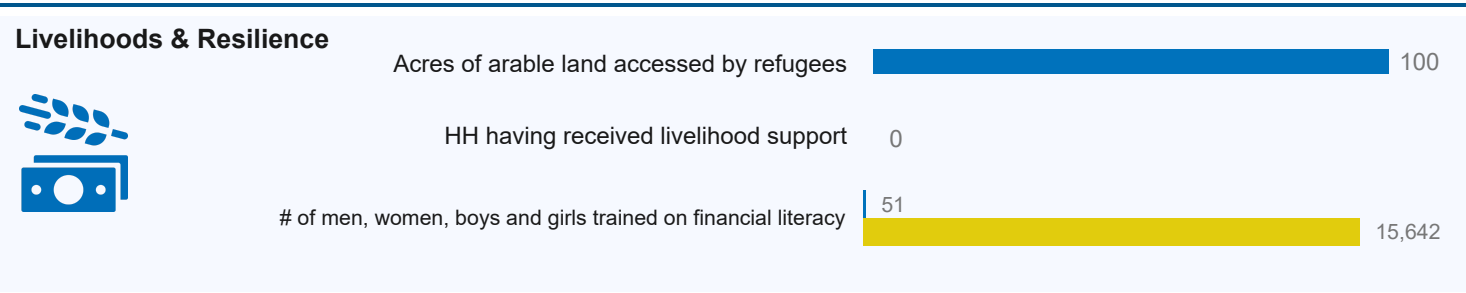 Livelihoods & Resilience
Acres of arable land accessed by refugees
100
HH having received livelihood support
0
# of men, women, boys and girls trained on financial literacy
51
15,642